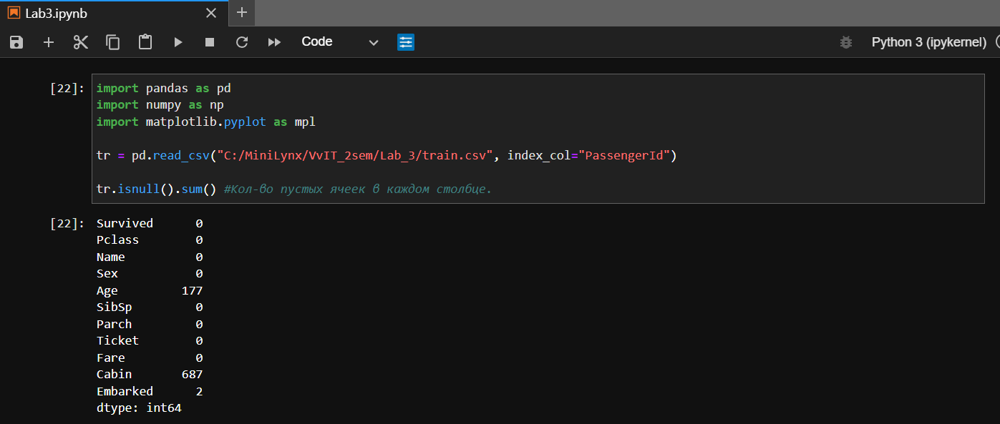 Lab3.ipynb
Code
Python 3 (ipykernel)
[22]: import pandas as pd
import numpy as np
import matplotlib.pyplot as mpl
tr = pd.read_csv("C:/MiniLynx/VvIT_2sem/Lab_3/train.csv", index_col="PassengerId")
tr.isnull().sum() #Кол-во пустых ячеек в каждом столбце.
[22]: Survived 0
Pclass 0
Name 0
Sex 0
Age 177
SibSp 0
Parch 0
Ticket 0
Fare 0
Cabin 687
Embarked 2
dtype: int64